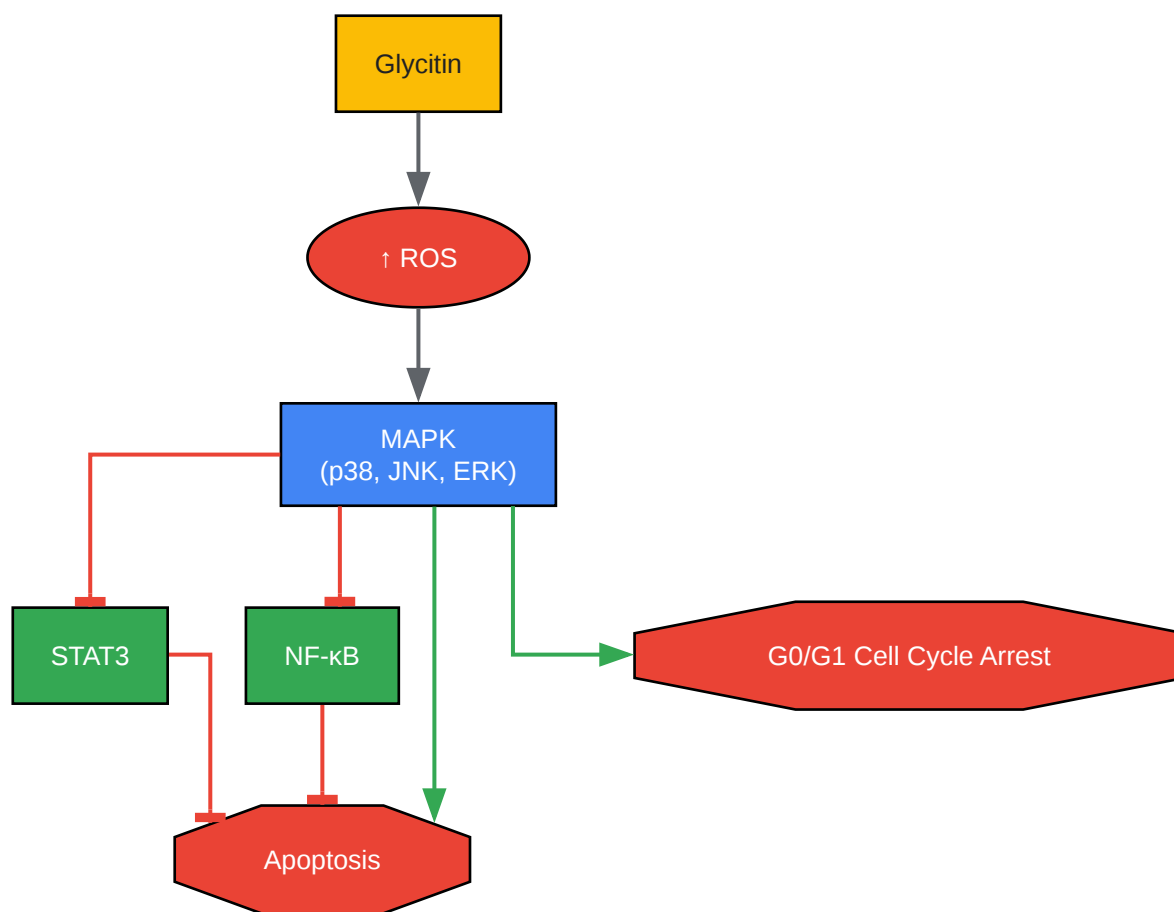 Glycitin
↑ ROS
MAPK
(p38, JNK, ERK)
STAT3
NF-κB
G0/G1 Cell Cycle Arrest
Apoptosis